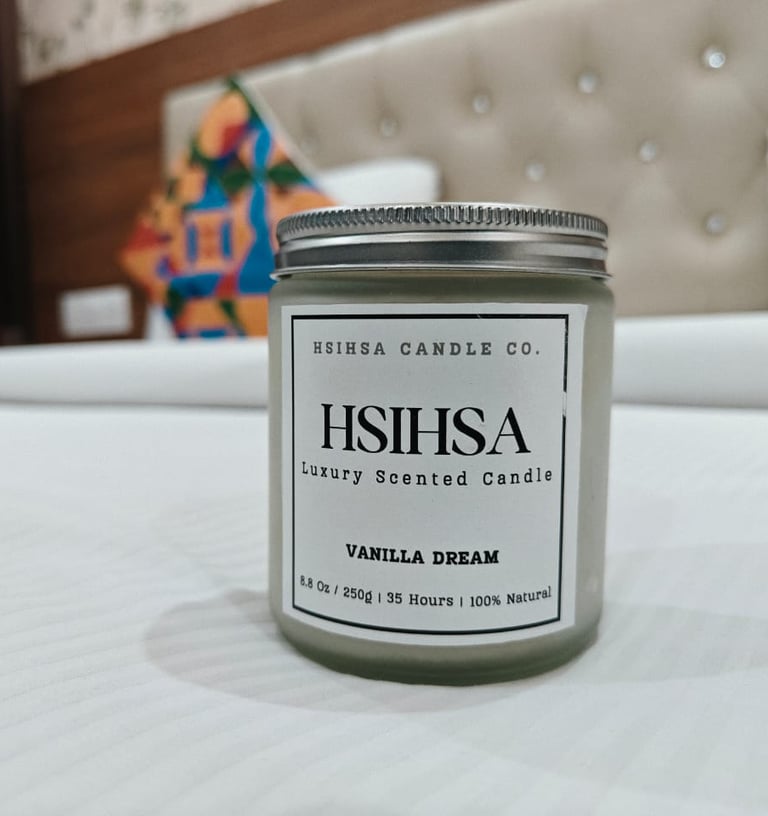 HSIHSA CANDLE CO.
HSIHSA
Luxury Scented Candle
VANILLA DREAM
8.8 Oz / 250g | 35 Hours | 100% Natural